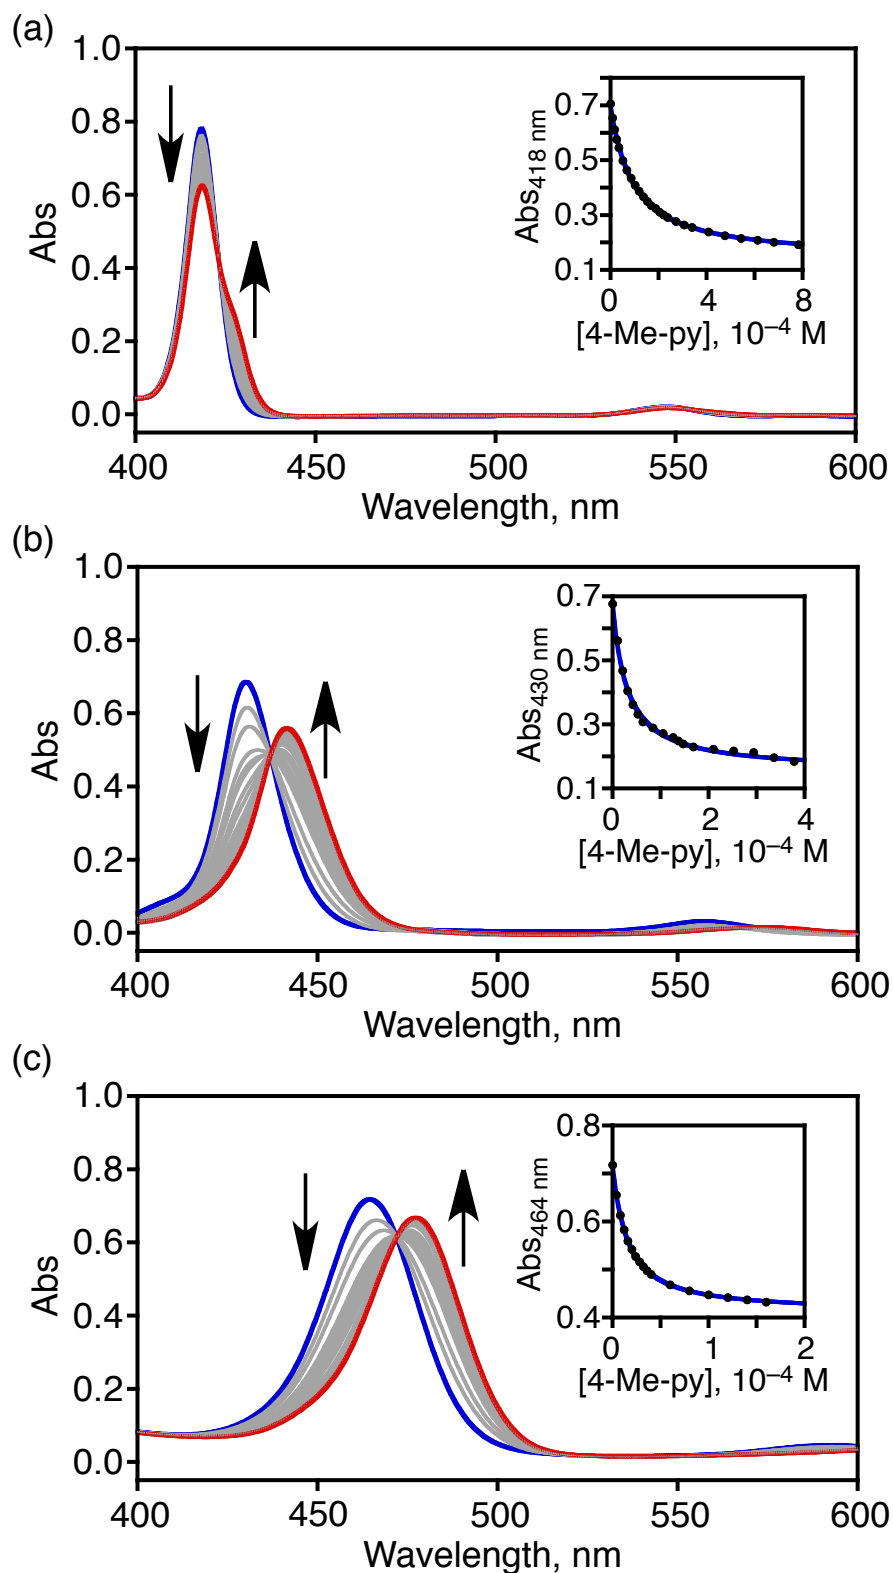 (a)
1.0
0.8
0.6
0.4
0.2
0.0
Abs
400 450 500 550 600
Wavelength, nm
0.7
0.5
0.3
0.1
Abs418 nm
0 4 8
[4-Me-py], 10–4 M
(b)
1.0
0.8
0.6
0.4
0.2
0.0
Abs
400 450 500 550 600
Wavelength, nm
0.7
0.5
0.3
0.1
Abs430 nm
0 2 4
[4-Me-py], 10–4 M
(c)
1.0
0.8
0.6
0.4
0.2
0.0
Abs
400 450 500 550 600
Wavelength, nm
0.8
0.6
0.4
Abs464 nm
0 1 2
[4-Me-py], 10–4 M